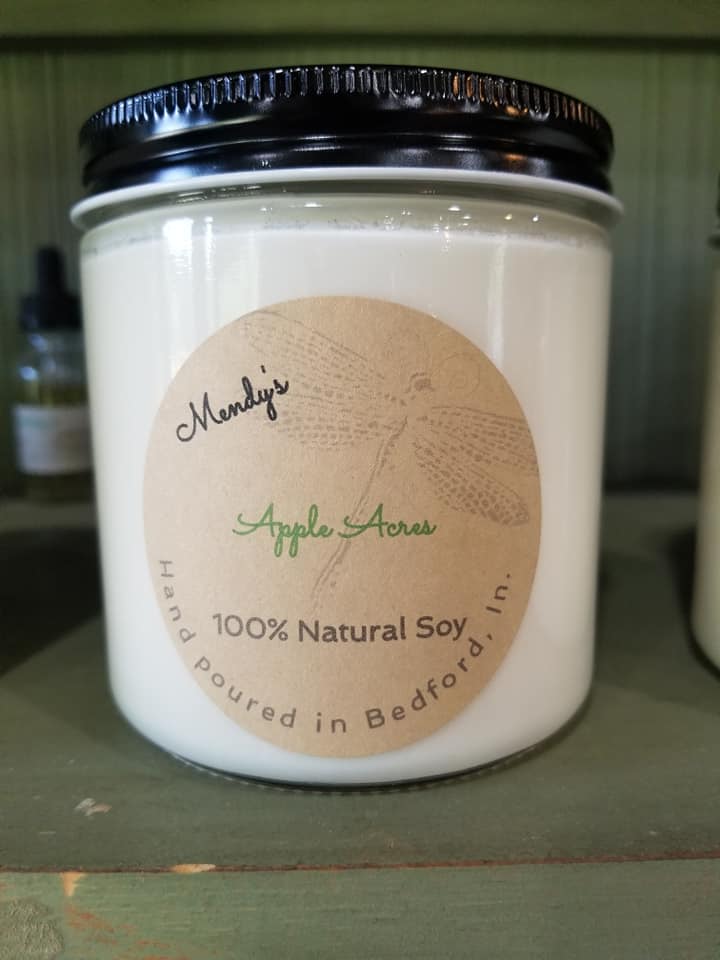 Mendy's
Apple Acres
100% Natural Soy
Hand poured in Bedford, In.